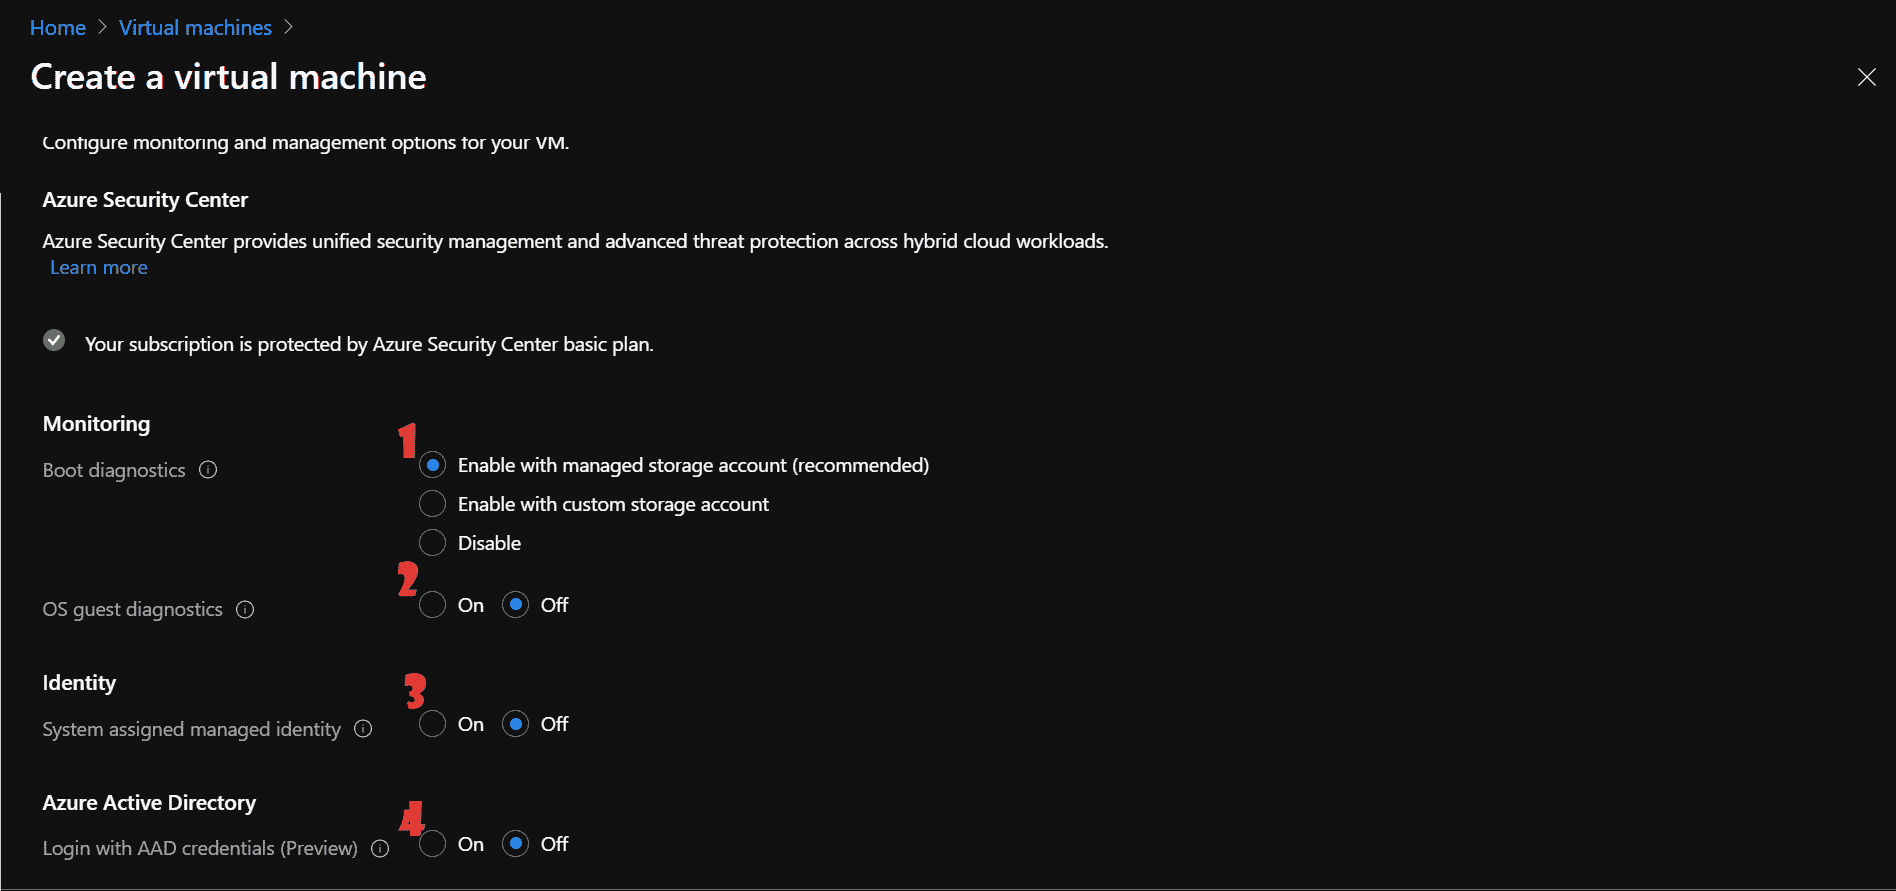 Home > Virtual machines >
Create a virtual machine
Configure monitoring and management options for your VM.
Azure Security Center
Azure Security Center provides unified security management and advanced threat protection across hybrid cloud workloads.
Learn more
Your subscription is protected by Azure Security Center basic plan.
Monitoring
1
Boot diagnostics
Enable with managed storage account (recommended)
Enable with custom storage account
Disable
2
OS guest diagnostics On Off
Identity
3
System assigned managed identity On Off
Azure Active Directory
4
Login with AAD credentials (Preview) On Off